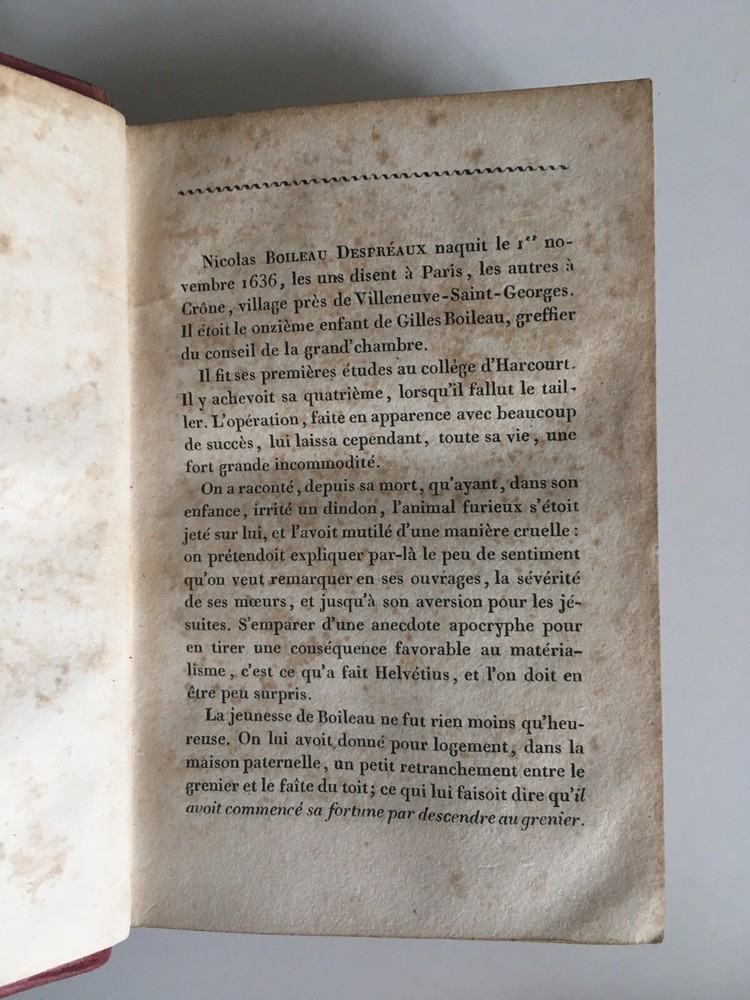 Nicolas BOILEAU DESPRÉAUX naquit le 1er no-
vembre 1636, les uns disent à Paris, les autres à
Crône, village près de Villeneuve-Saint-Georges.
Il étoit le onzième enfant de Gilles Boileau, greffier
du conseil de la grand'chambre.
Il fit ses premières études au collége d'Harcourt.
Il y achevoit sa quatrième, lorsqu'il fallut le tail-
ler. L'opération, faite en apparence avec beaucoup
de succès, lui laissa cependant, toute sa vie, une
fort grande incommodité.
On a raconté, depuis sa mort, qu'ayant, dans son
enfance, irrité un dindon, l'animal furieux s'étoit
jeté sur lui, et l'avoit mutilé d'une manière cruelle :
on prétendoit expliquer par-là le peu de sentiment
qu'on veut remarquer en ses ouvrages, la sévérité
de ses mœurs, et jusqu'à son aversion pour les jé-
suites. S'emparer d'une anecdote apocryphe pour
en tirer une conséquence favorable au matéria-
lisme, c'est ce qu'a fait Helvétius, et l'on doit en
être peu surpris.
La jeunesse de Boileau ne fut rien moins qu'heu-
reuse. On lui avoit donné pour logement, dans la
maison paternelle, un petit retranchement entre le
grenier et le faîte du toit; ce qui lui faisoit dire qu'il
avoit commencé sa fortune par descendre au grenier.